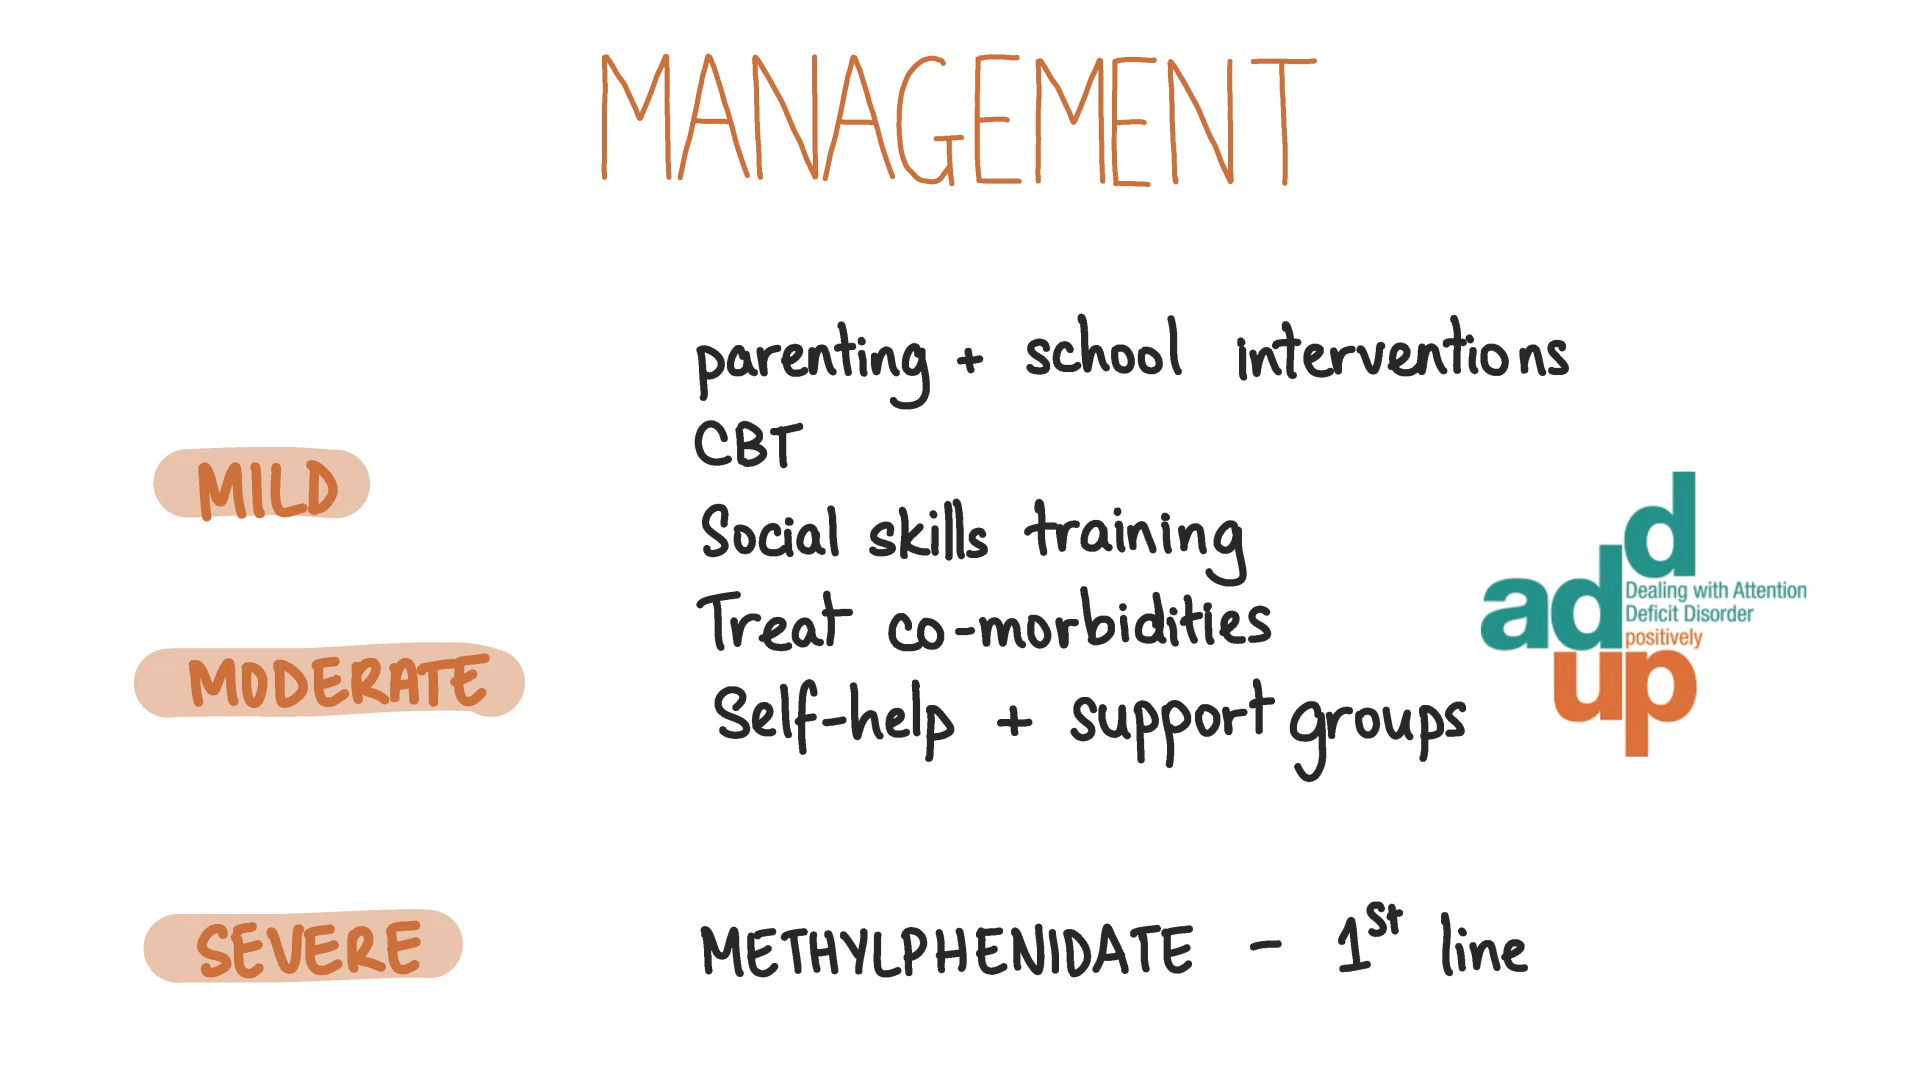 MANAGEMENT
parenting + school interventions
CBT
MILD
Social skills training
Treat co-morbidities
MODERATE
Self-help + support groups
add
Dealing with Attention
Deficit Disorder
positively
up
SEVERE
METHYLPHENIDATE - 1st line